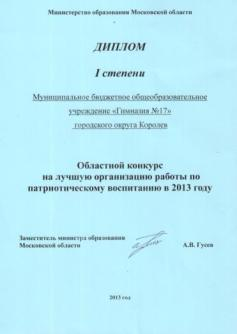 Министерство образования Московской области
ДИПЛОМ
I степени
Муниципальное бюджетное общеобразовательное
учреждение «Гимназия №17»
городского округа Королев
Областной конкурс
на лучшую организацию работы по
патриотическому воспитанию в 2013 году
Заместитель министра образования
Московской области А.В. Гусев
2013 год